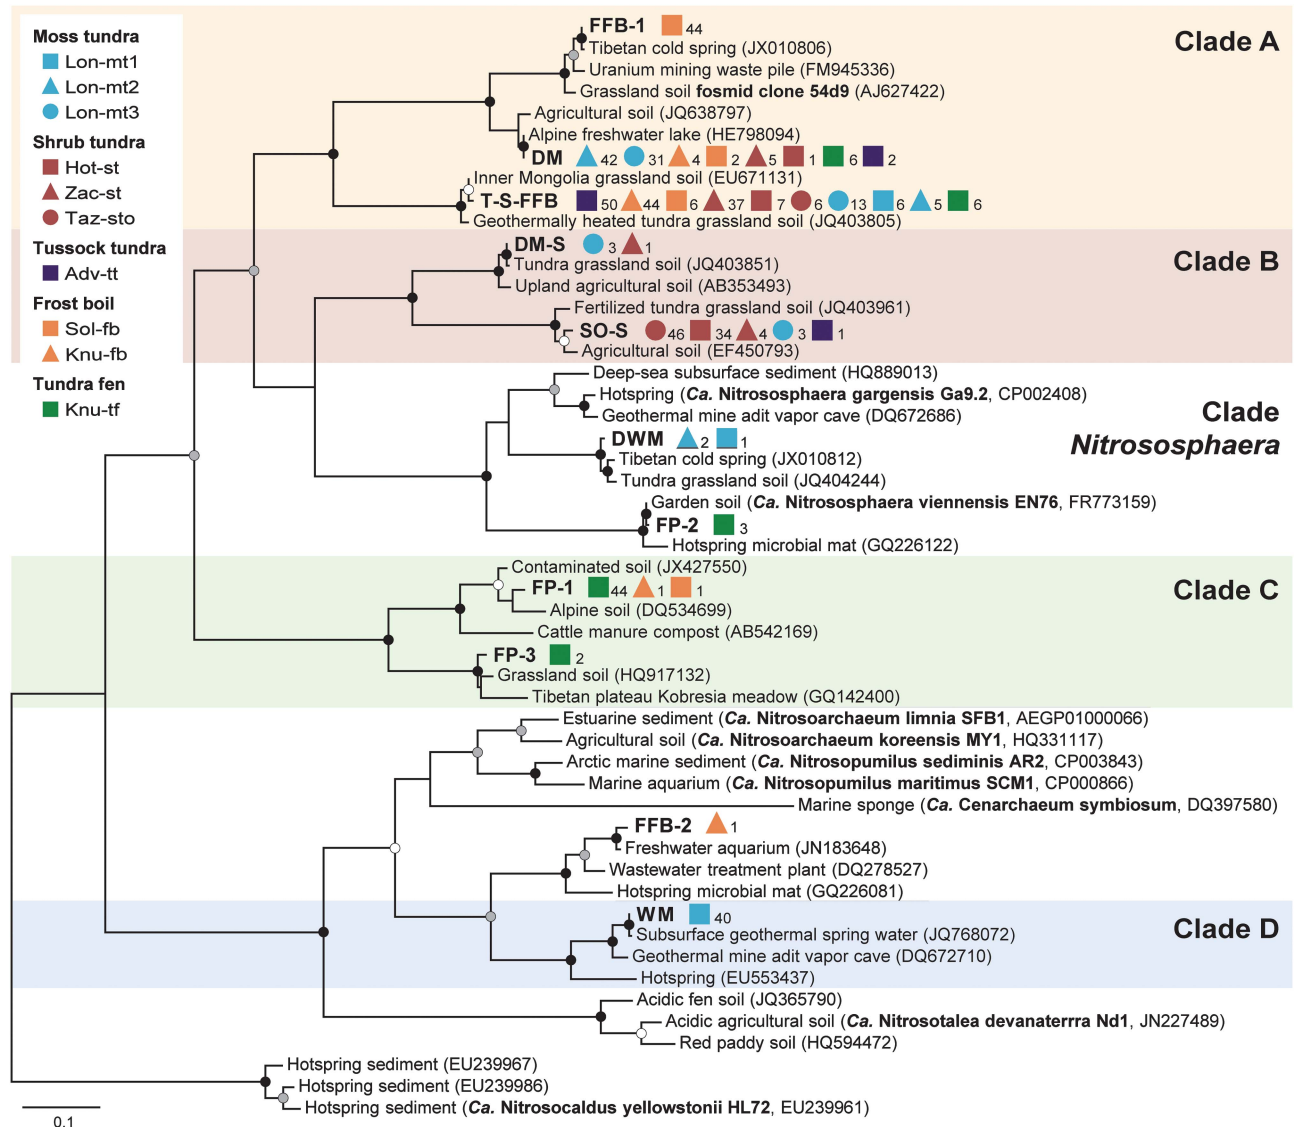 Moss tundra
Lon-mt1
Lon-mt2
Lon-mt3
Shrub tundra
Hot-st
Zac-st
Taz-sto
Tussock tundra
Adv-tt
Frost boil
Sol-fb
Knu-fb
Tundra fen
Knu-tf
Clade A
FFB-1 44
Tibetan cold spring (JX010806)
Uranium mining waste pile (FM945336)
Grassland soil fosmid clone 54d9 (AJ627422)
Agricultural soil (JQ638797)
Alpine freshwater lake (HE798094)
DM 42 31 4 2 5 1 6 2
Inner Mongolia grassland soil (EU671131)
T-S-FFB 50 44 6 37 7 6 13 6 5 6
Geothermally heated tundra grassland soil (JQ403805)
Clade B
DM-S 3 1
Tundra grassland soil (JQ403851)
Upland agricultural soil (AB353493)
Fertilized tundra grassland soil (JQ403961)
SO-S 46 34 4 3 1
Agricultural soil (EF450793)
Clade
Nitrososphaera
Deep-sea subsurface sediment (HQ889013)
Hotspring (Ca. Nitrososphaera gargensis Ga9.2, CP002408)
Geothermal mine adit vapor cave (DQ672686)
DWM 2 1
Tibetan cold spring (JX010812)
Tundra grassland soil (JQ404244)
Garden soil (Ca. Nitrososphaera viennensis EN76, FR773159)
FP-2 3
Hotspring microbial mat (GQ226122)
Clade C
Contaminated soil (JX427550)
FP-1 44 1 1
Alpine soil (DQ534699)
Cattle manure compost (AB542169)
FP-3 2
Grassland soil (HQ917132)
Tibetan plateau Kobresia meadow (GQ142400)
Estuarine sediment (Ca. Nitrosoarchaeum limnia SFB1, AEGP01000066)
Agricultural soil (Ca. Nitrosoarchaeum koreensis MY1, HQ331117)
Arctic marine sediment (Ca. Nitrosopumilus sediminis AR2, CP003843)
Marine aquarium (Ca. Nitrosopumilus maritimus SCM1, CP000866)
Marine sponge (Ca. Cenarchaeum symbiosum, DQ397580)
FFB-2 1
Freshwater aquarium (JN183648)
Wastewater treatment plant (DQ278527)
Hotspring microbial mat (GQ226081)
Clade D
WM 40
Subsurface geothermal spring water (JQ768072)
Geothermal mine adit vapor cave (DQ672710)
Hotspring (EU553437)
Acidic fen soil (JQ365790)
Acidic agricultural soil (Ca. Nitrosotalea devanaterrra Nd1, JN227489)
Red paddy soil (HQ594472)
Hotspring sediment (EU239967)
Hotspring sediment (EU239986)
Hotspring sediment (Ca. Nitrosocaldus yellowstonii HL72, EU239961)
0.1